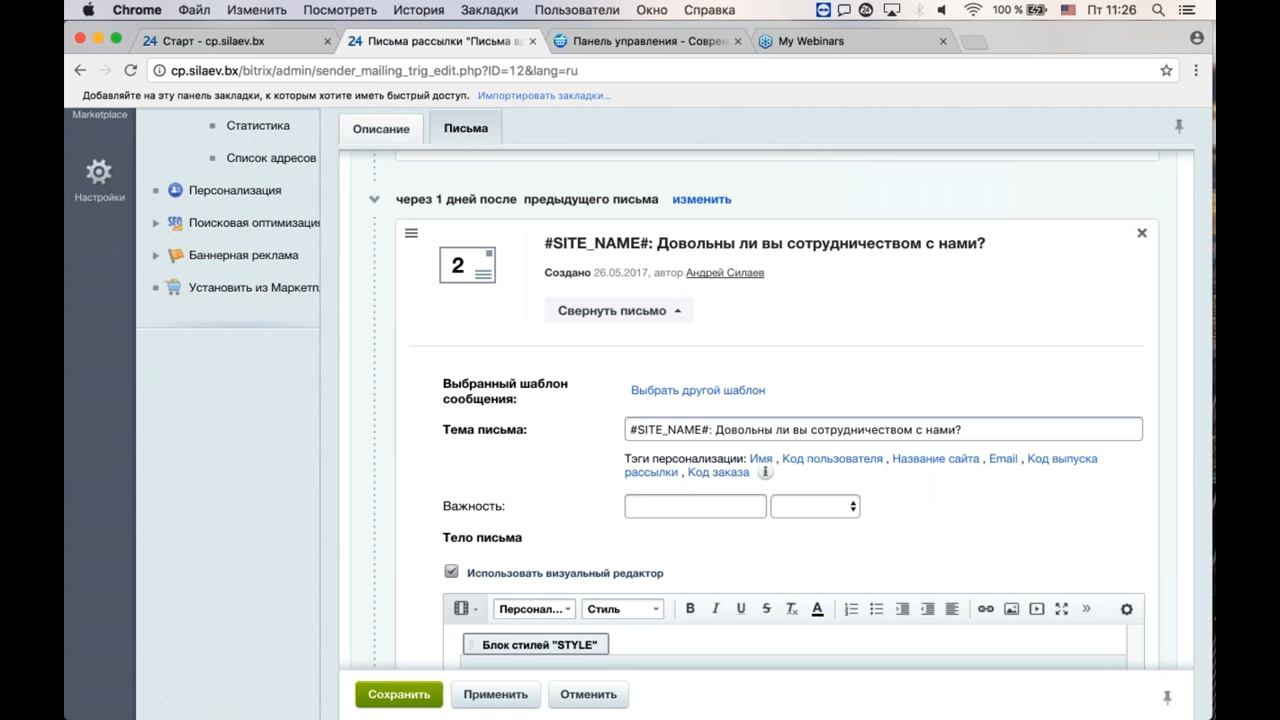 Chrome Файл Изменить Посмотреть История Закладки Пользователи Окно Справка 100 % Пт 11:26
24 Старт - cp.silaev.bx
24 Письма рассылки "Письма
Панель управления - Соврем
My Webinars
cp.silaev.bx/bitrix/admin/sender_mailing_trig_edit.php?ID=12&lang=ru
Добавляйте на эту панель закладки, к которым хотите иметь быстрый доступ. Импортировать закладки...
Marketplace
Настройки
Статистика
Список адресов
Персонализация
SEO Поисковая оптимизация
Баннерная реклама
Установить из Маркетпл
Описание
Письма
через 1 дней после предыдущего письма изменить
2
#SITE_NAME#: Довольны ли вы сотрудничеством с нами?
Создано 26.05.2017, автор Андрей Силаев
Свернуть письмо
Выбранный шаблон
сообщения:
Выбрать другой шаблон
Тема письма:
#SITE_NAME#: Довольны ли вы сотрудничеством с нами?
Тэги персонализации: Имя , Код пользователя , Название сайта , Email , Код выпуска
рассылки , Код заказа
Важность:
Тело письма
Использовать визуальный редактор
Персонал... Стиль B I U S Tx A »
Блок стилей "STYLE"
Сохранить
Применить
Отменить